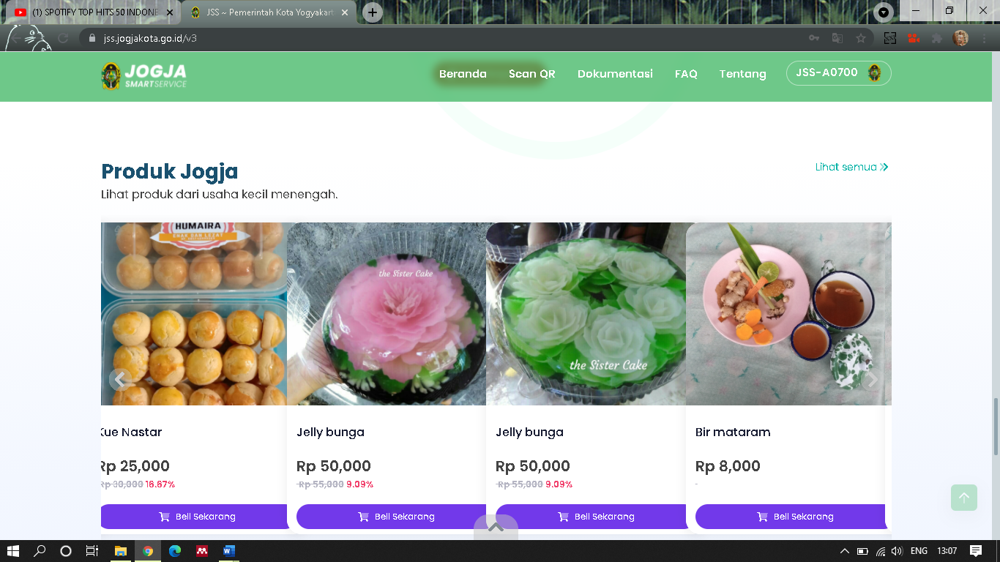 (1) SPOTIFY TOP HITS 50 INDONE
JSS ~ Pemerintah Kota Yogyakart
jss.jogjakota.go.id/v3
JOGJA
SMARTSERVICE
Beranda
Scan QR
Dokumentasi
FAQ
Tentang
JSS-A0700
Produk Jogja
Lihat semua
Lihat produk dari usaha kecil menengah.
HUMAIRA
ENAK DAN LEZAT
the Sister Cake
the Sister Cake
Kue Nastar
Jelly bunga
Jelly bunga
Bir mataram
Rp 25,000
Rp 50,000
Rp 50,000
Rp 8,000
Rp 30,000 16.67%
Rp 55,000 9.09%
Rp 55,000 9.09%
-
Beli Sekarang
Beli Sekarang
Beli Sekarang
Beli Sekarang
ENG
13:07